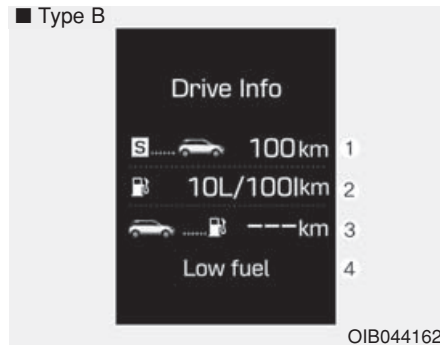 ■ Type B
Drive Info
S...... 100km 1
10L/100lkm 2
...... ---km 3
Low fuel 4
OIB044162